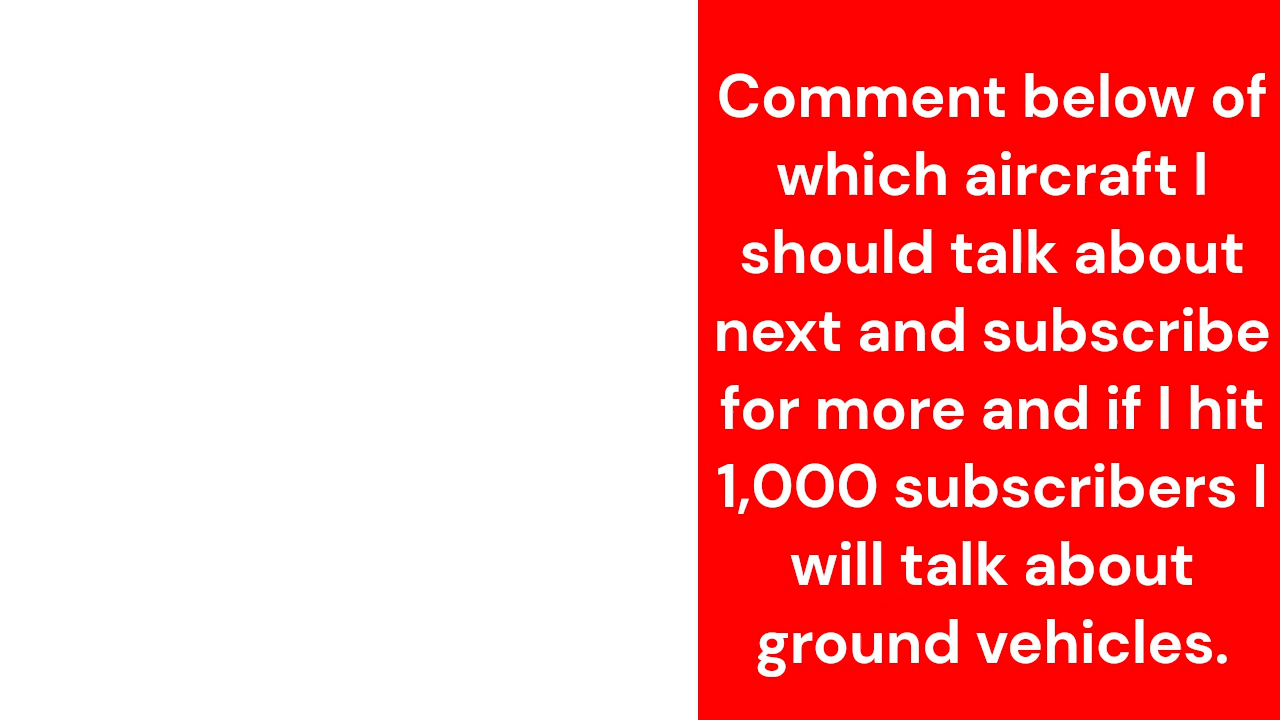 Comment below of
which aircraft I
should talk about
next and subscribe
for more and if I hit
1,000 subscribers I
will talk about
ground vehicles.